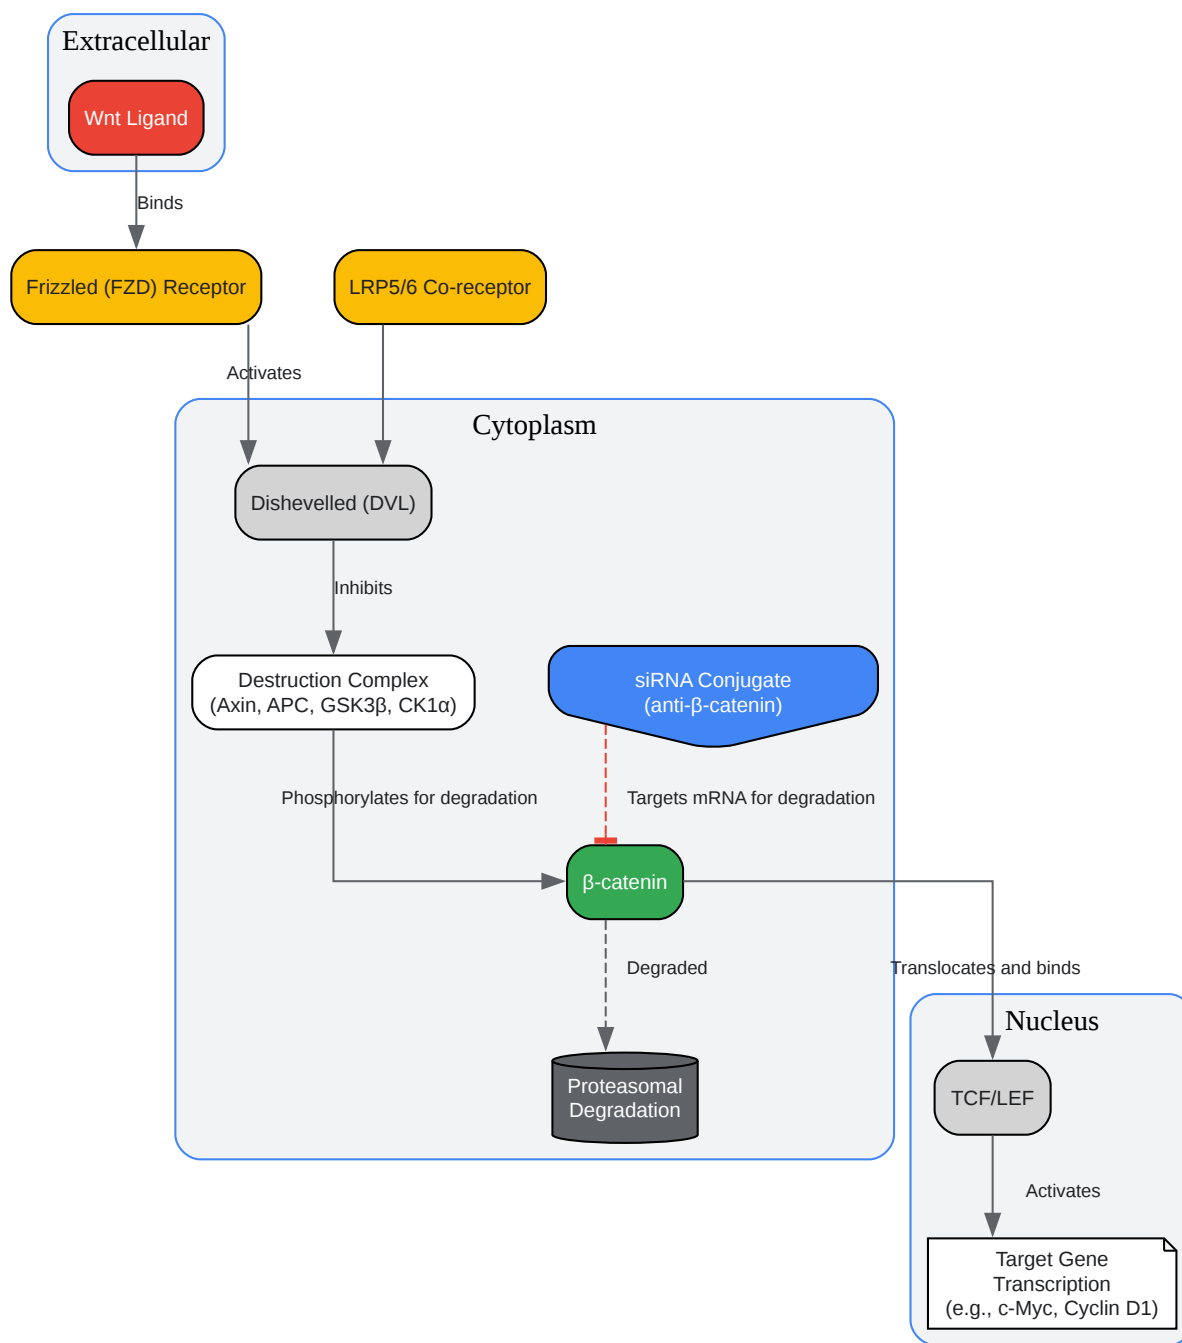 Extracellular
Wnt Ligand
Binds
Frizzled (FZD) Receptor
LRP5/6 Co-receptor
Activates
Cytoplasm
Dishevelled (DVL)
Inhibits
Destruction Complex
(Axin, APC, GSK3β, CK1α)
siRNA Conjugate
(anti-β-catenin)
Phosphorylates for degradation
Targets mRNA for degradation
β-catenin
Degraded
Translocates and binds
Nucleus
Proteasomal
Degradation
TCF/LEF
Activates
Target Gene
Transcription
(e.g., c-Myc, Cyclin D1)